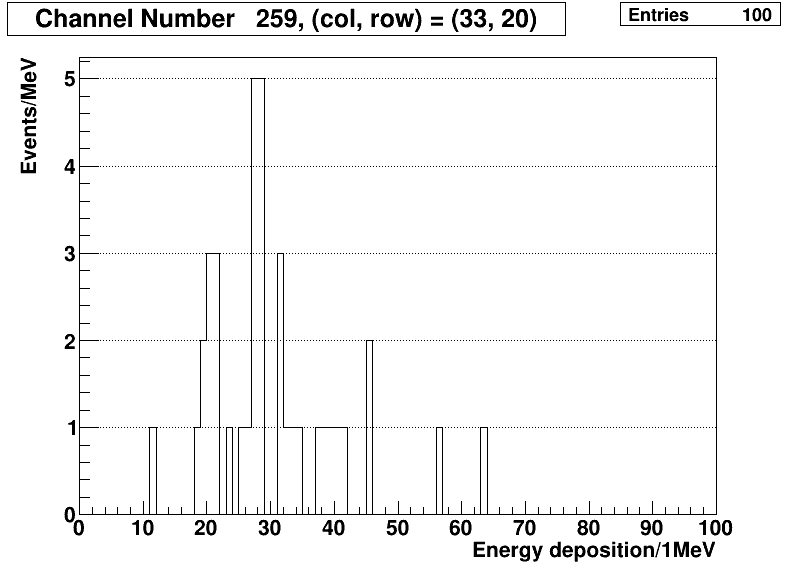 Channel Number 259, (col, row) = (33, 20)
Entries 100
Events/MeV
5
4
3
2
1
0
0 10 20 30 40 50 60 70 80 90 100
Energy deposition/1MeV